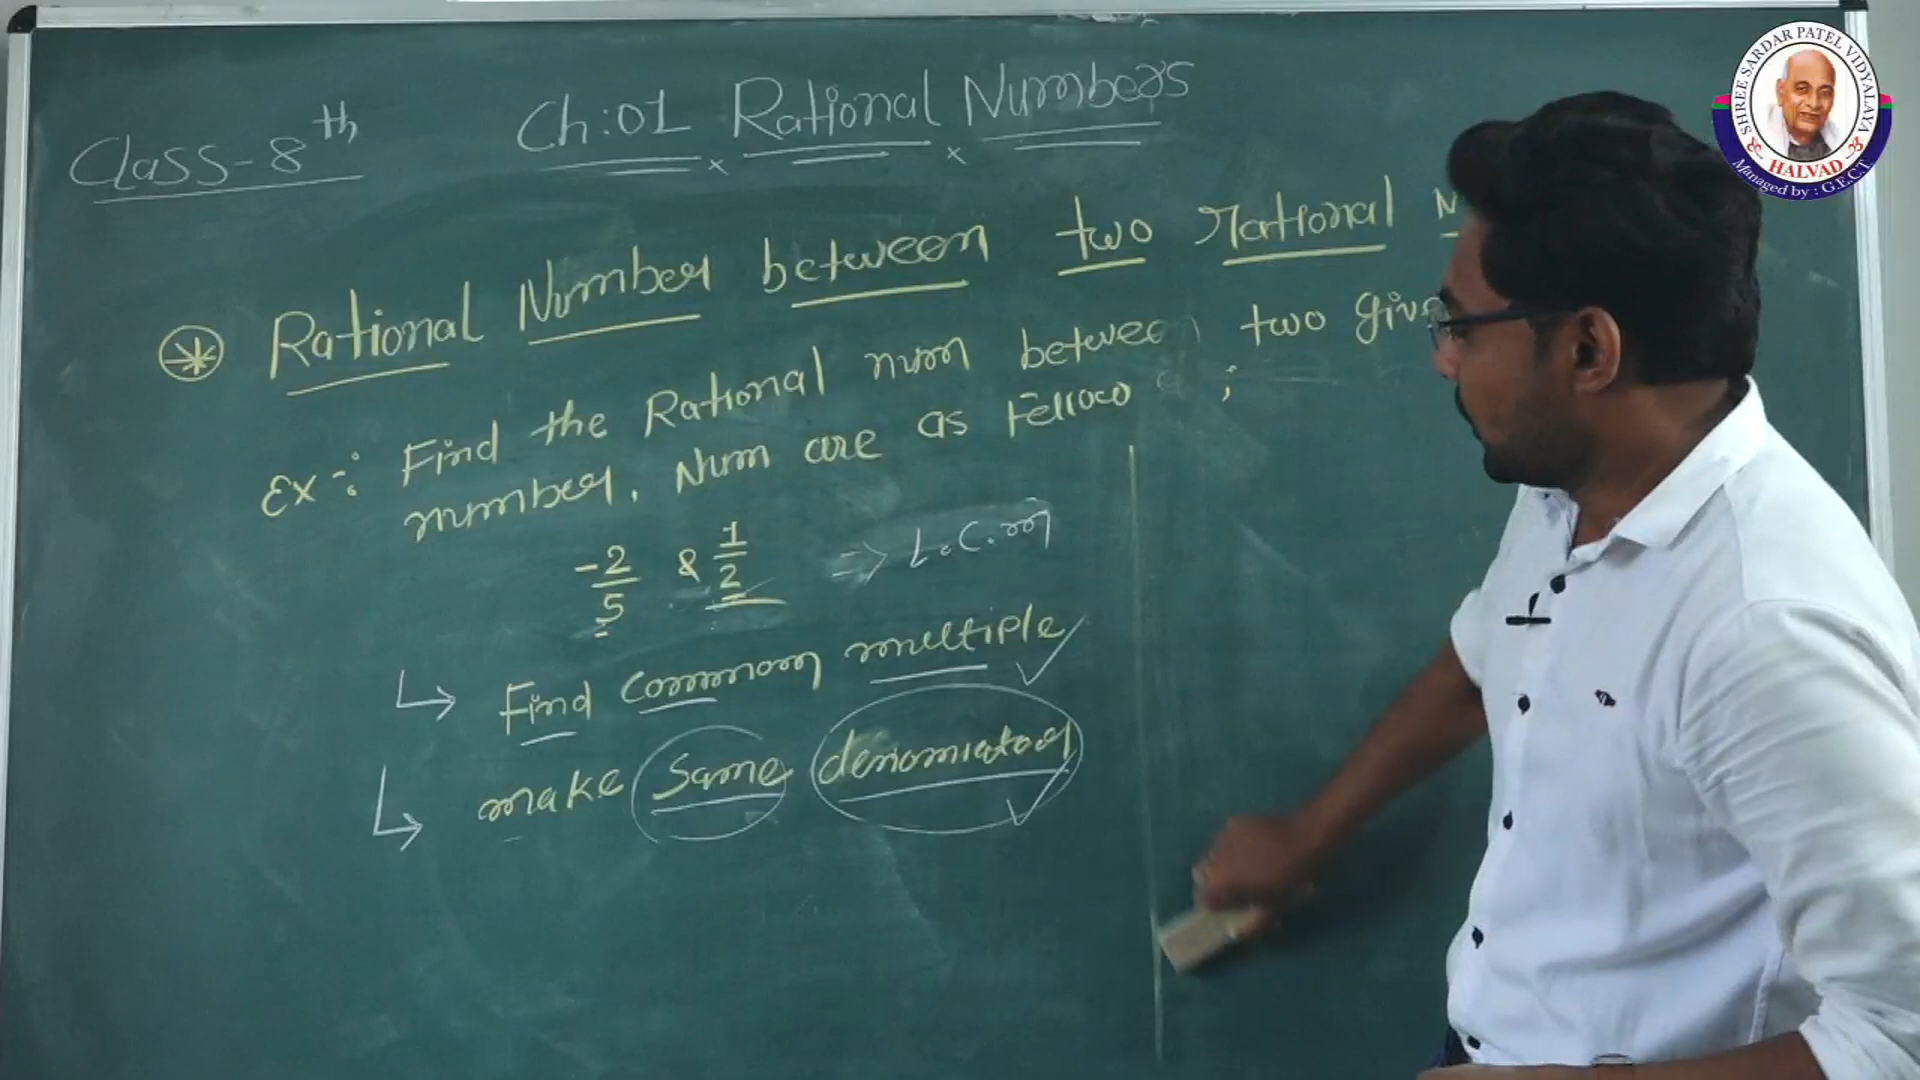 Class-8th
Ch:01 Rational Numbers
Rational Number between two rational N
Ex-: Find the Rational num between two give
number. Num are as Follow ;
-2/5 & 1/2 => L.C.m
Find common multiple
make Same denomiator
SHREE SARDAR PATEL VIDYALAYA
HALVAD
Managed by : G.E.C.T.